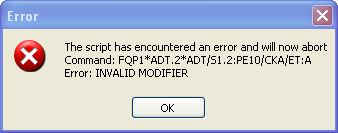 Error
The script has encountered an error and will now abort
Command: FQP1*ADT.2*ADT/S1.2:PE10/CKA/ET:A
Error: INVALID MODIFIER
OK